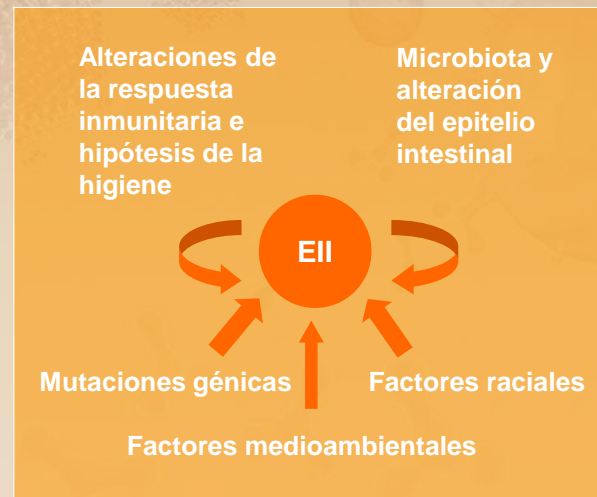 Alteraciones de
la respuesta
inmunitaria e
hipótesis de la
higiene
Microbiota y
alteración
del epitelio
intestinal
EII
Mutaciones génicas
Factores raciales
Factores medioambientales